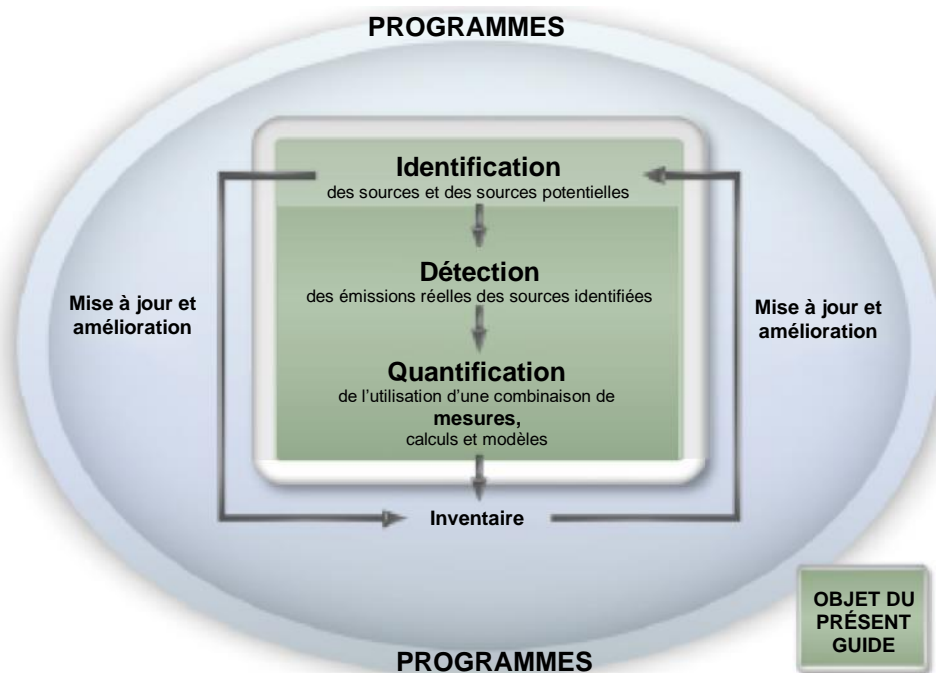 PROGRAMMES
Identification
des sources et des sources potentielles
Détection
des émissions réelles des sources identifiées
Mise à jour et
amélioration
Mise à jour et
amélioration
Quantification
de l'utilisation d'une combinaison de
mesures,
calculs et modèles
Inventaire
OBJET DU
PRÉSENT
GUIDE
PROGRAMMES